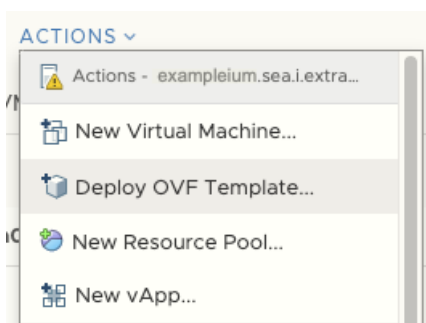 ACTIONS
Actions - exampleium.sea.i.extra...
New Virtual Machine...
Deploy OVF Template...
New Resource Pool...
New vApp...